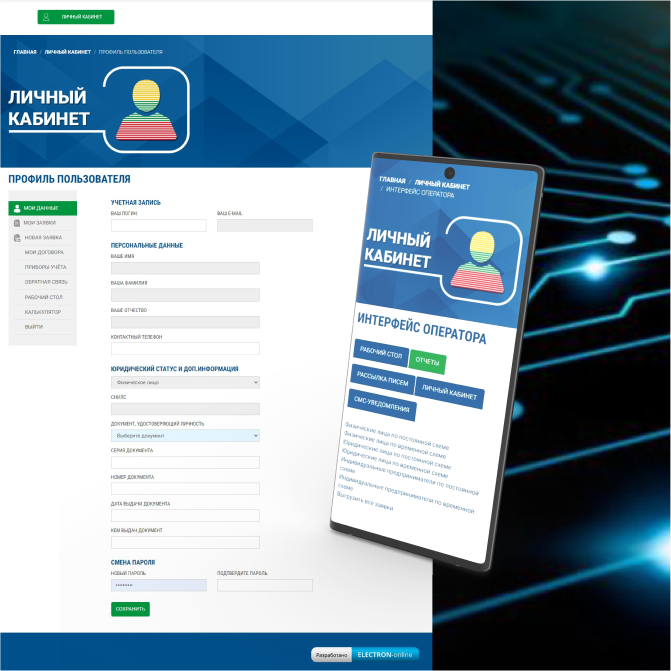 ЛИЧНЫЙ КАБИНЕТ
ГЛАВНАЯ / ЛИЧНЫЙ КАБИНЕТ / ПРОФИЛЬ ПОЛЬЗОВАТЕЛЯ
ЛИЧНЫЙ
КАБИНЕТ
ПРОФИЛЬ ПОЛЬЗОВАТЕЛЯ
МОИ ДАННЫЕ
МОИ ЗАЯВКИ
НОВАЯ ЗАЯВКА
МОИ ДОГОВОРА
ПРИБОРЫ УЧЁТА
ОБРАТНАЯ СВЯЗЬ
РАБОЧИЙ СТОЛ
КАЛЬКУЛЯТОР
ВЫЙТИ
УЧЕТНАЯ ЗАПИСЬ
ВАШ ЛОГИН ВАШ E-MAIL
ПЕРСОНАЛЬНЫЕ ДАННЫЕ
ВАШЕ ИМЯ
ВАША ФАМИЛИЯ
ВАШЕ ОТЧЕСТВО
КОНТАКТНЫЙ ТЕЛЕФОН
ЮРИДИЧЕСКИЙ СТАТУС И ДОП.ИНФОРМАЦИЯ
Физическое лицо
СНИЛС
ДОКУМЕНТ, УДОСТОВЕРЯЮЩИЙ ЛИЧНОСТЬ
Выберите документ
СЕРИЯ ДОКУМЕНТА
НОМЕР ДОКУМЕНТА
ДАТА ВЫДАЧИ ДОКУМЕНТА
КЕМ ВЫДАН ДОКУМЕНТ
СМЕНА ПАРОЛЯ
НОВЫЙ ПАРОЛЬ ПОДТВЕРДИТЕ ПАРОЛЬ
СОХРАНИТЬ
Разработано ELECTRON-online
ГЛАВНАЯ / ЛИЧНЫЙ КАБИНЕТ
/ ИНТЕРФЕЙС ОПЕРАТОРА
ЛИЧНЫЙ
КАБИНЕТ
ИНТЕРФЕЙС ОПЕРАТОРА
РАБОЧИЙ СТОЛ ОТЧЕТЫ
РАССЫЛКА ПИСЕМ ЛИЧНЫЙ КАБИНЕТ
СМС-УВЕДОМЛЕНИЯ
Физические лица по постоянной схеме
Физические лица по временной схеме
Юридические лица по постоянной схеме
Юридические лица по временной схеме
Индивидуальные предприниматели по постоянной
схеме
Индивидуальные предприниматели по временной
схеме
Выгрузить все заявки